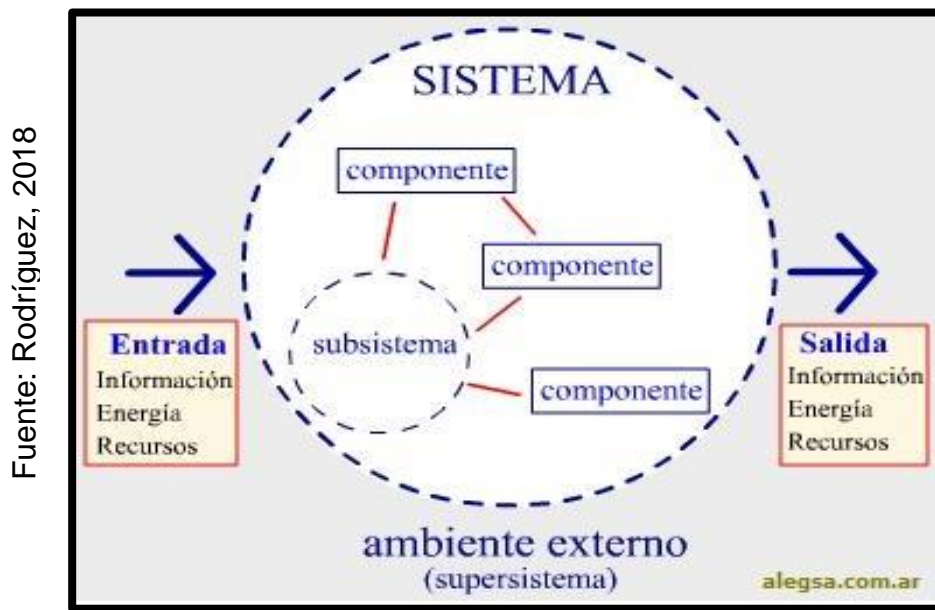 Fuente: Rodríguez, 2018
SISTEMA
componente
componente
subsistema
componente
Entrada
Información
Energía
Recursos
Salida
Información
Energía
Recursos
ambiente externo
(supersistema)
alegsa.com.ar